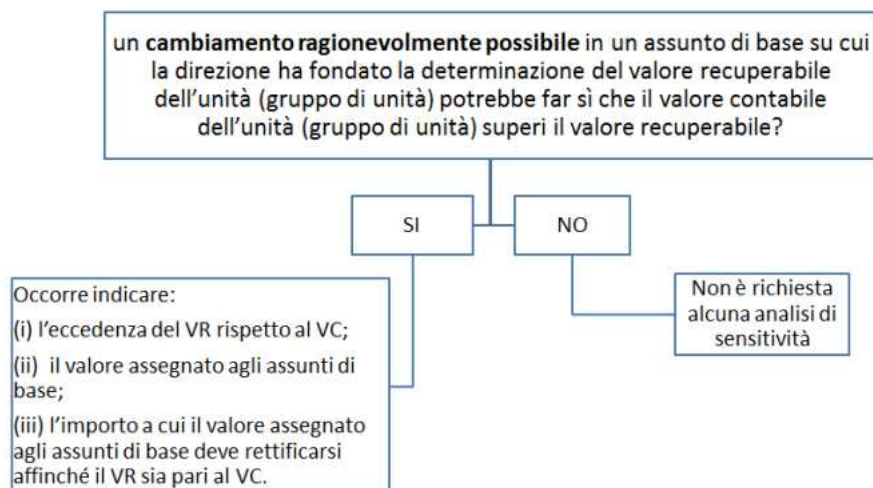 un cambiamento ragionevolmente possibile in un assunto di base su cui
la direzione ha fondato la determinazione del valore recuperabile
dell'unità (gruppo di unità) potrebbe far sì che il valore contabile
dell'unità (gruppo di unità) superi il valore recuperabile?
SI
NO
Occorre indicare:
(i) l'eccedenza del VR rispetto al VC;
(ii) il valore assegnato agli assunti di
base;
(iii) l'importo a cui il valore assegnato
agli assunti di base deve rettificarsi
affinché il VR sia pari al VC.
Non è richiesta
alcuna analisi di
sensitività